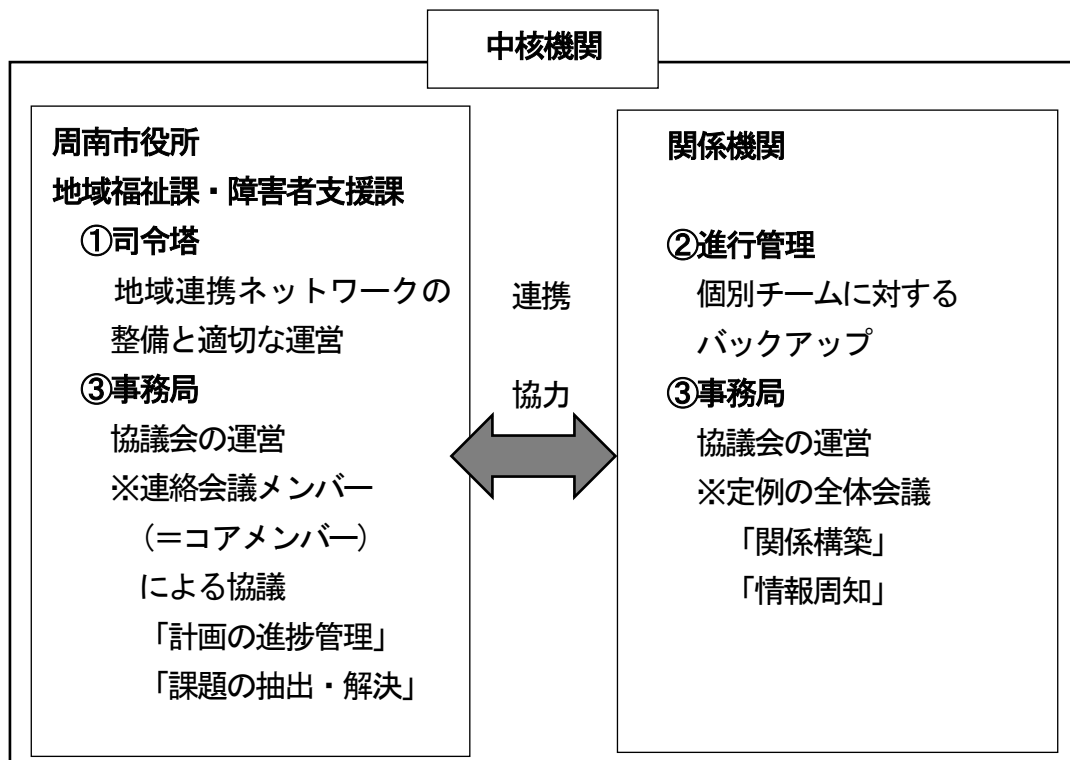 中核機関
周南市役所
地域福祉課・障害者支援課
①司令塔
地域連携ネットワークの
整備と適切な運営
③事務局
協議会の運営
※連絡会議メンバー
（＝コアメンバー）
による協議
「計画の進捗管理」
「課題の抽出・解決」
連携
協力
関係機関
②進行管理
個別チームに対する
バックアップ
③事務局
協議会の運営
※定例の全体会議
「関係構築」
「情報周知」